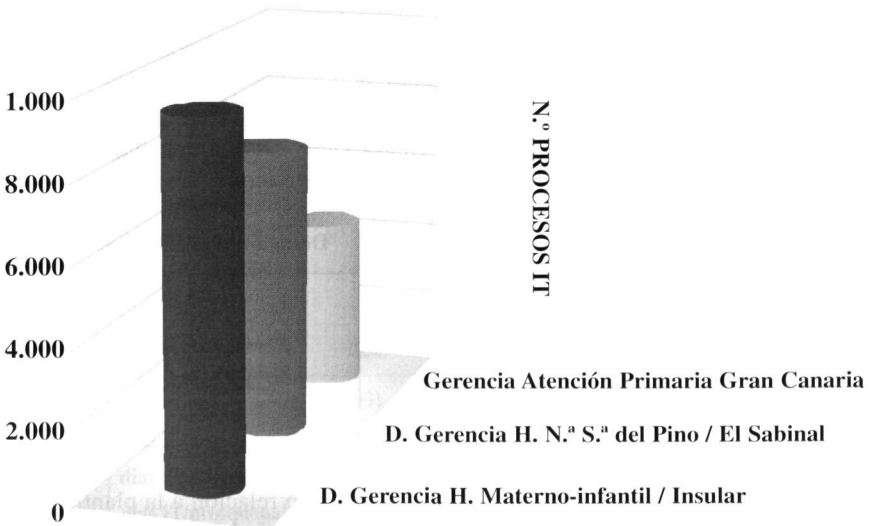 1.000
8.000
6.000
4.000
2.000
0
N.º PROCESOS IT
Gerencia Atención Primaria Gran Canaria
D. Gerencia H. N.ª S.ª del Pino / El Sabinal
D. Gerencia H. Materno-infantil / Insular